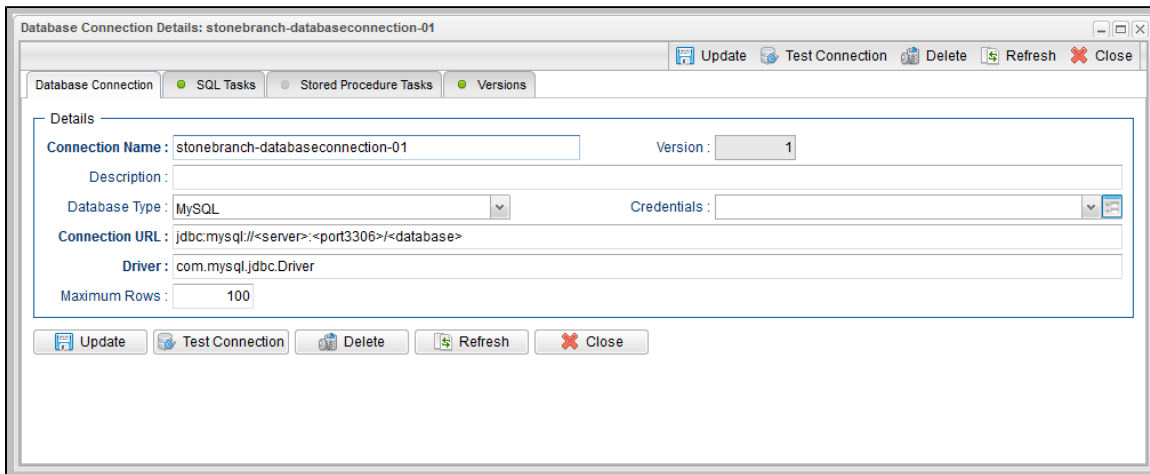 Database Connection Details: stonebranch-databaseconnection-01
Update Test Connection Delete Refresh Close
Database Connection SQL Tasks Stored Procedure Tasks Versions
Details
Connection Name : stonebranch-databaseconnection-01 Version : 1
Description :
Database Type : MySQL Credentials :
Connection URL : jdbc:mysql://<server>:<port3306>/<database>
Driver : com.mysql.jdbc.Driver
Maximum Rows : 100
Update Test Connection Delete Refresh Close